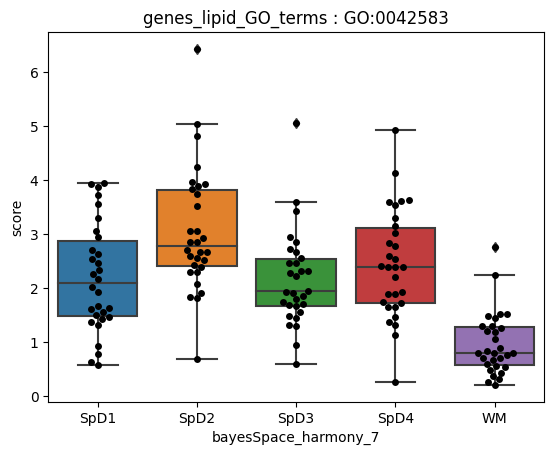 genes_lipid_GO_terms : GO:0042583
score
6
5
4
3
2
1
0
SpD1 SpD2 SpD3 SpD4 WM
bayesSpace_harmony_7